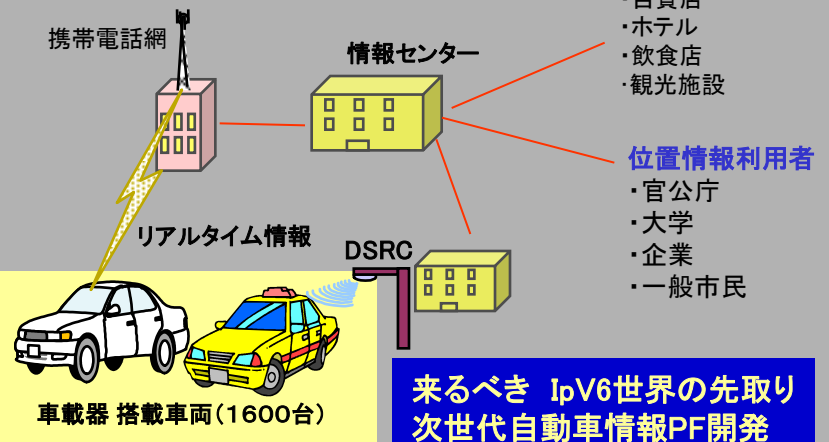 ・百貨店
・ホテル
・飲食店
・観光施設
携帯電話網
情報センター
位置情報利用者
・官公庁
・大学
・企業
・一般市民
リアルタイム情報
DSRC
車載器 搭載車両(1600台)
来るべき IpV6世界の先取り
次世代自動車情報PF開発